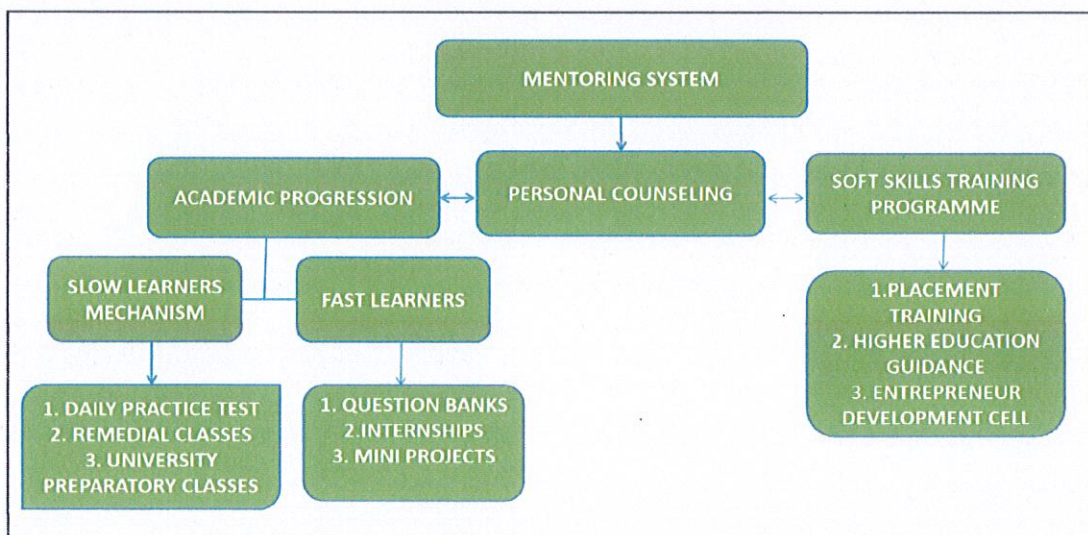 MENTORING SYSTEM
ACADEMIC PROGRESSION
PERSONAL COUNSELING
SOFT SKILLS TRAINING
PROGRAMME
SLOW LEARNERS
MECHANISM
FAST LEARNERS
1. DAILY PRACTICE TEST
2. REMEDIAL CLASSES
3. UNIVERSITY
PREPARATORY CLASSES
1. QUESTION BANKS
2.INTERNSHIPS
3. MINI PROJECTS
1.PLACEMENT
TRAINING
2. HIGHER EDUCATION
GUIDANCE
3. ENTREPRENEUR
DEVELOPMENT CELL